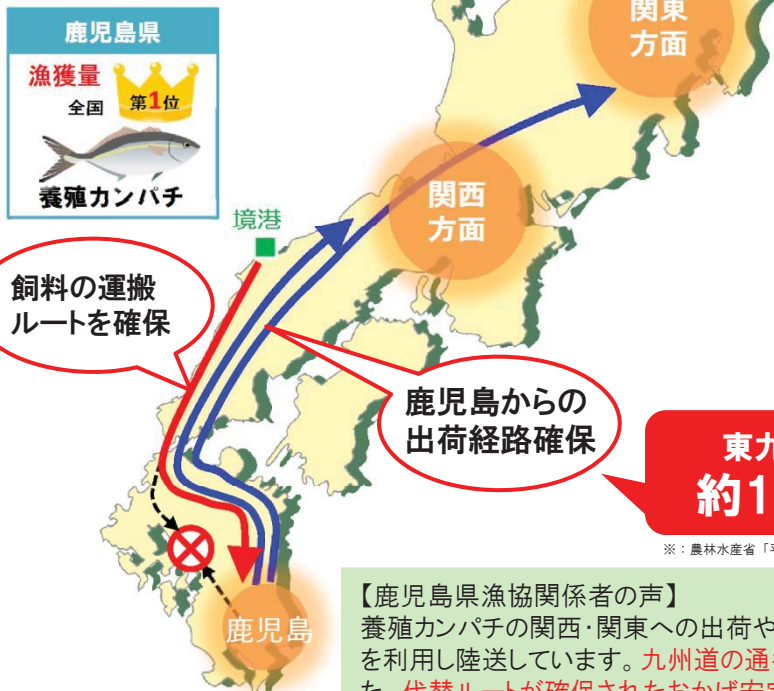 鹿児島県
漁獲量
全国 第1位
養殖カンパチ
関東
方面
関西
方面
境港
飼料の運搬
ルートを確保
鹿児島からの
出荷経路確保
東九
約1
※：農林水産省「平
鹿児島
【鹿児島県漁協関係者の声】
養殖カンパチの関西･関東への出荷や
を利用し陸送しています。九州道の通
た。代替ルートが確保されたおかげ安定